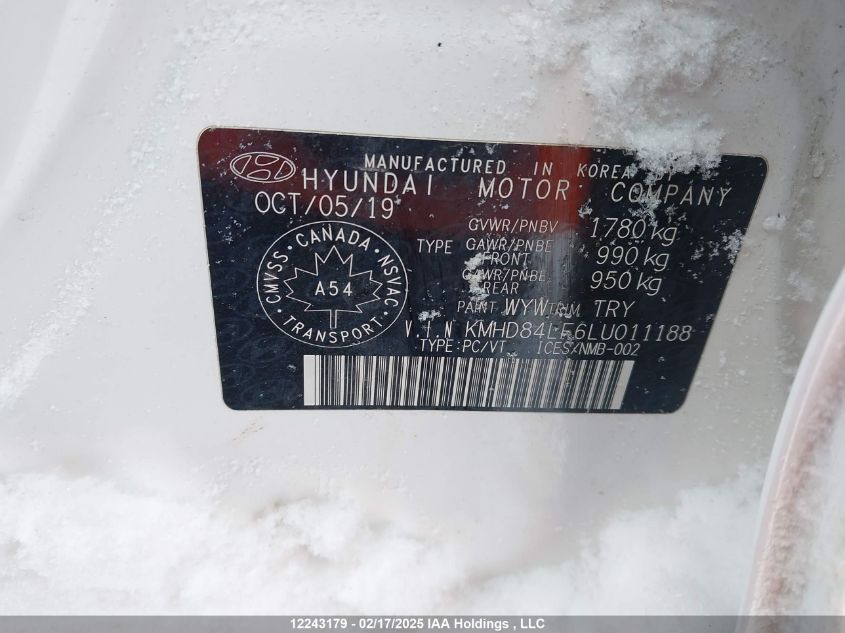 MANUFACTURED IN KOREA BY
HYUNDAI MOTOR COMPANY
OCT/05/19
GVWR/PNBV 1780 kg
TYPE GAWR/PNBE FRONT 990 kg
GAWR/PNBE REAR 950 kg
CMVSS • CANADA • NSVAC
A54
TRANSPORT
PAINT WYW TRIM TRY
V.I.N KMHD84LF6LU011188
TYPE:PC/VT ICES/NMB-002
12243179 - 02/17/2025 IAA Holdings , LLC